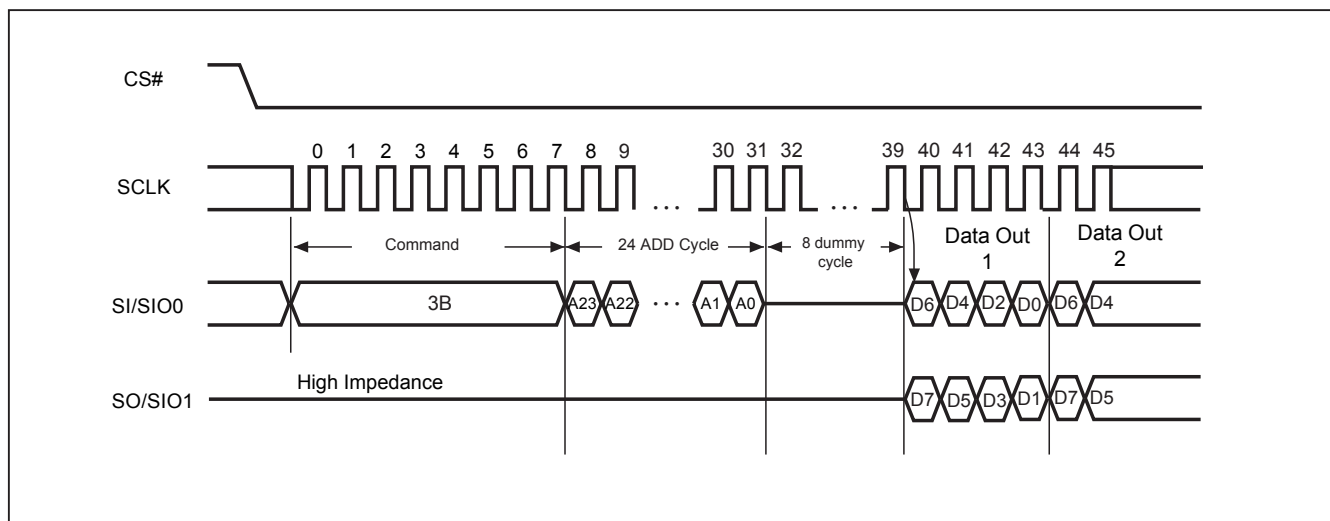 CS#
0 1 2 3 4 5 6 7 8 9 30 31 32 39 40 41 42 43 44 45
SCLK
Command 24 ADD Cycle 8 dummy Data Out Data Out
cycle 1 2
SI/SIO0 3B A23 A22 A1 A0 D6 D4 D2 D0 D6 D4
High Impedance
SO/SIO1 D7 D5 D3 D1 D7 D5